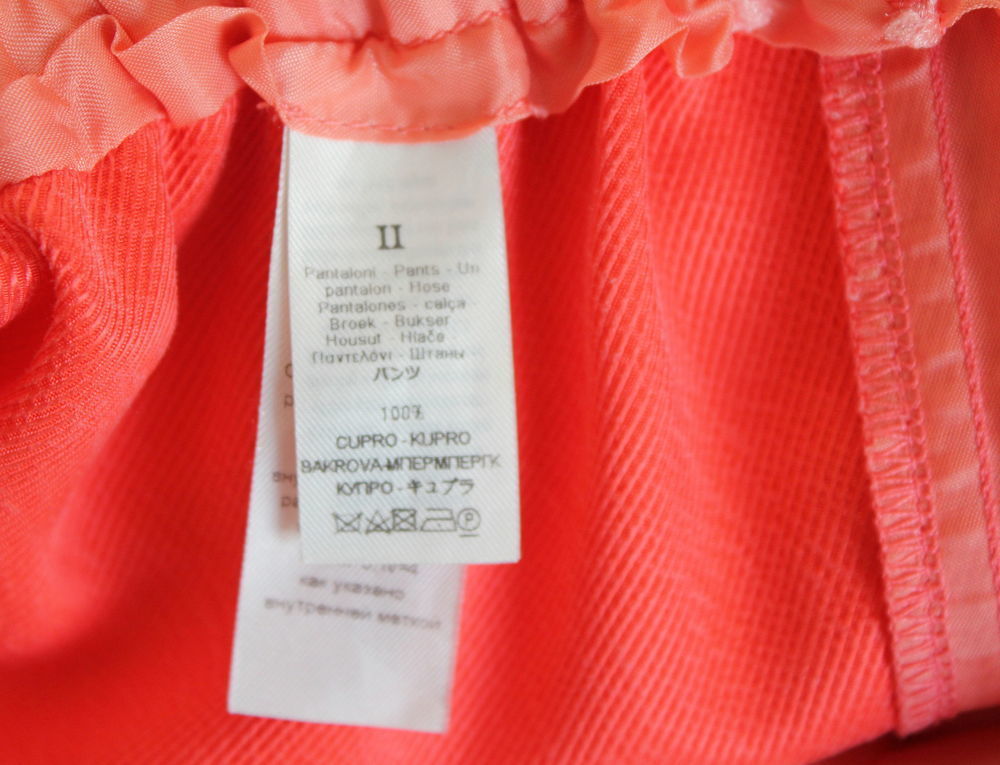 II
Pantaloni - Pants - Un
pantalon - Hose
Pantalones - calça -
Broek - Bukser
Housut - Hlače -
Παντελόνι - Штаны
パンツ
100%
CUPRO - KUPRO
BAKROVA-ΜΠΕΡΜΠΕΡΓΚ
КУПРО - キュプラ
P
как указано
внутренней меткой